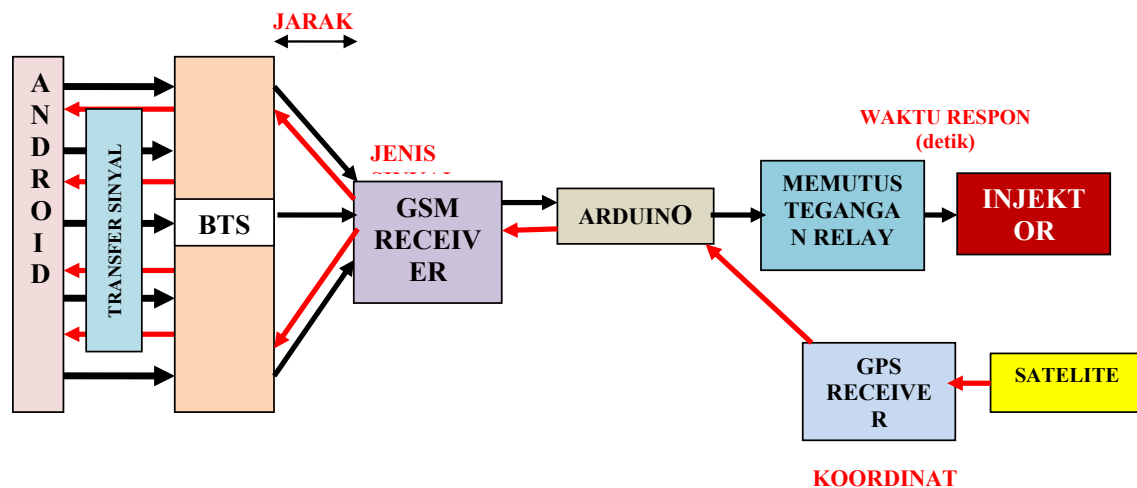 JARAK
A
N
D
R
O
I
D
TRANSFER SINYAL
BTS
JENIS
GSM
RECEIV
ER
ARDUINO
WAKTU RESPON
(detik)
MEMUTUS
TEGANGA
N RELAY
INJEKT
OR
GPS
RECEIVE
R
SATELITE
KOORDINAT